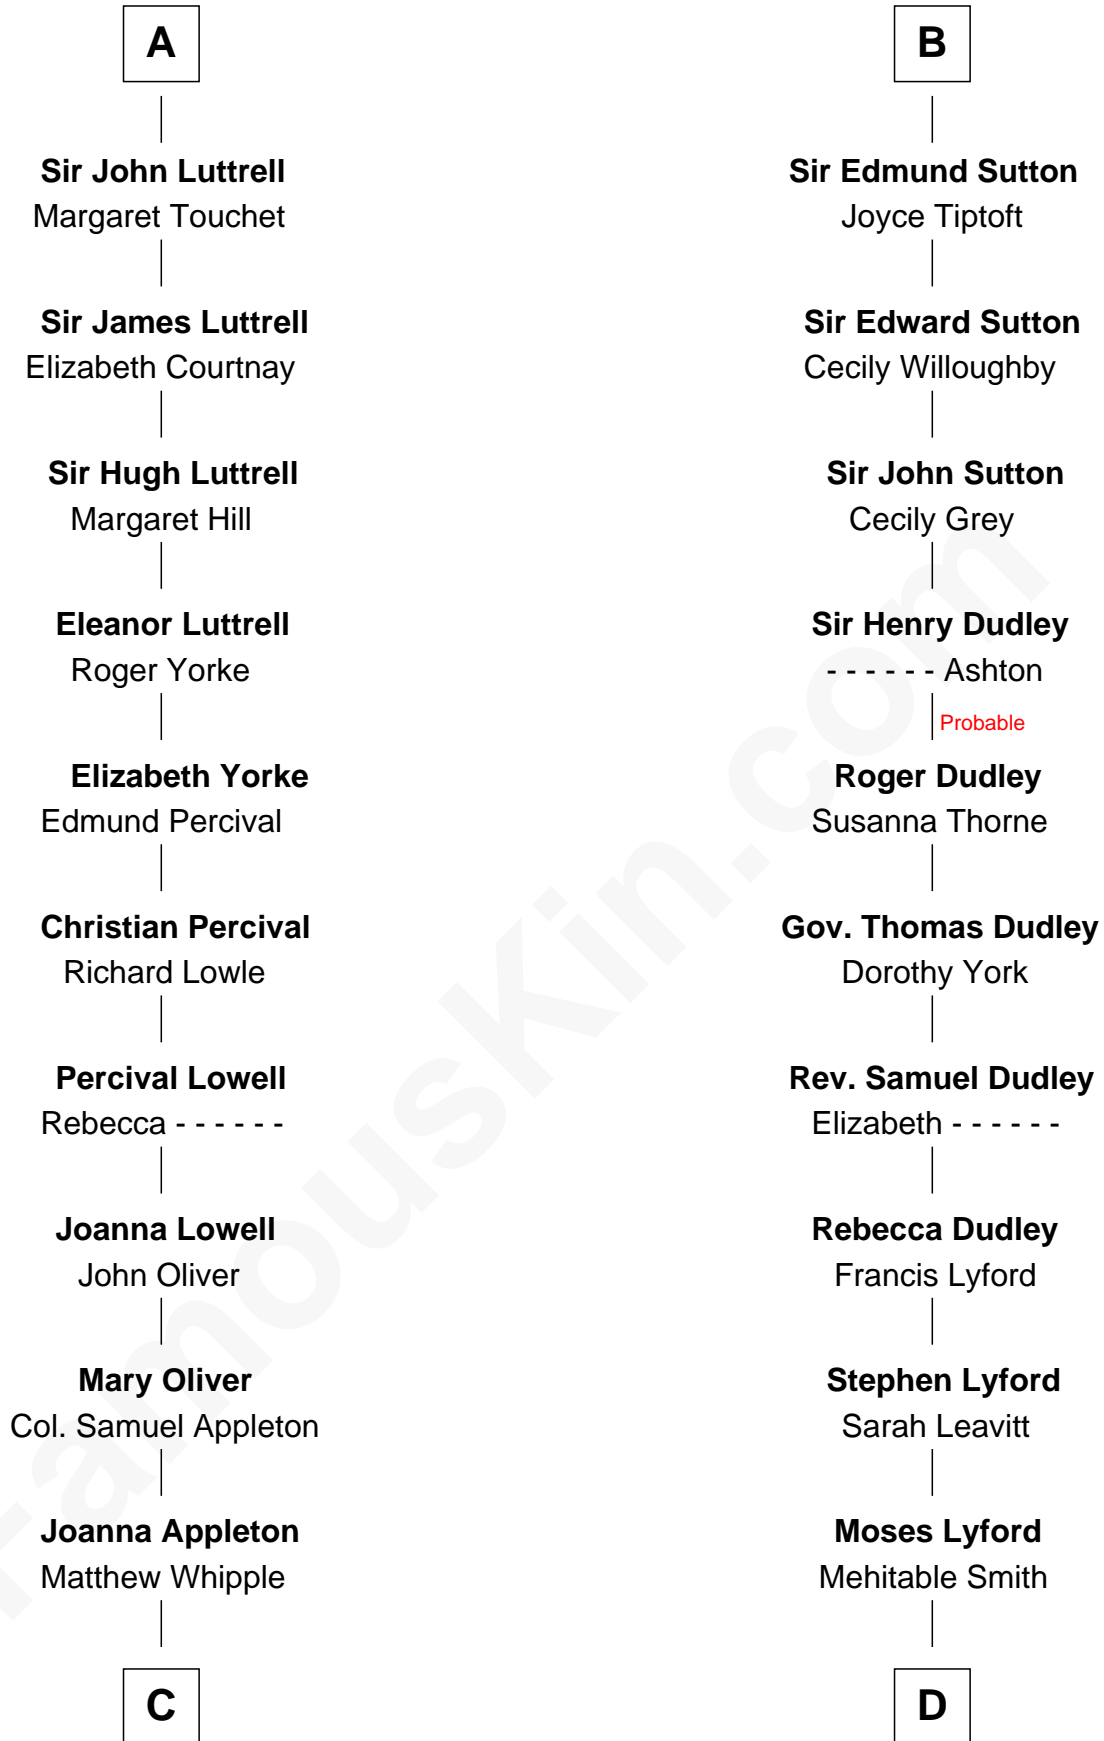 A
Sir John Luttrell
Margaret Touchet
Sir James Luttrell
Elizabeth Courtnay
Sir Hugh Luttrell
Margaret Hill
Eleanor Luttrell
Roger Yorke
Elizabeth Yorke
Edmund Percival
Christian Percival
Richard Lowle
Percival Lowell
Rebecca - - - - - -
Joanna Lowell
John Oliver
Mary Oliver
Col. Samuel Appleton
Joanna Appleton
Matthew Whipple
C
B
Sir Edmund Sutton
Joyce Tiptoft
Sir Edward Sutton
Cecily Willoughby
Sir John Sutton
Cecily Grey
Sir Henry Dudley
- - - - - - Ashton
Probable
Roger Dudley
Susanna Thorne
Gov. Thomas Dudley
Dorothy York
Rev. Samuel Dudley
Elizabeth - - - - - -
Rebecca Dudley
Francis Lyford
Stephen Lyford
Sarah Leavitt
Moses Lyford
Mehitable Smith
D
FamousKin.com